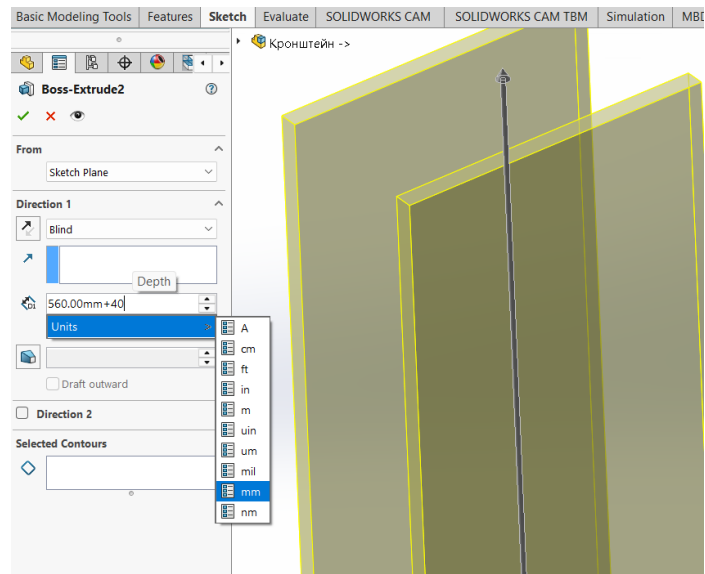 Basic Modeling Tools Features Sketch Evaluate SOLIDWORKS CAM SOLIDWORKS CAM TBM Simulation MBD
Кронштейн ->
Boss-Extrude2
From
Sketch Plane
Direction 1
Blind
Depth
D1
560.00mm+40
Units
A
cm
ft
in
m
uin
um
mil
mm
nm
Draft outward
Direction 2
Selected Contours